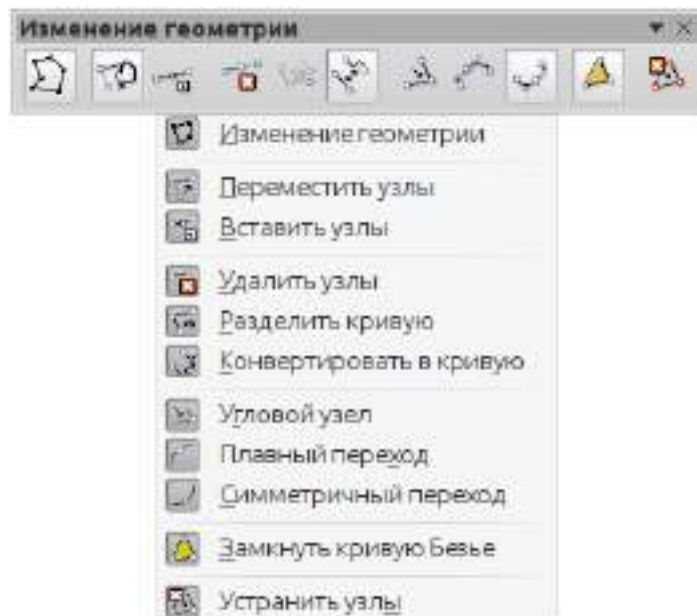 Изменение геометрии
Изменение геометрии
Переместить узлы
Вставить узлы
Удалить узлы
Разделить кривую
Конвертировать в кривую
Угловой узел
Плавный переход
Симметричный переход
Замкнуть кривую Безье
Устранить узлы